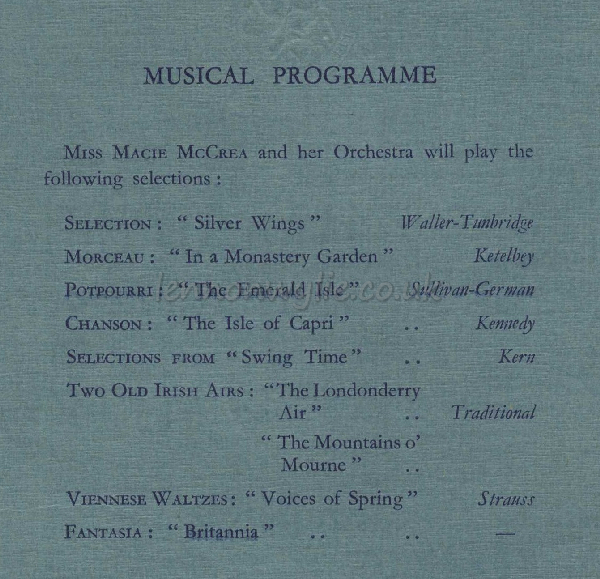 MUSICAL PROGRAMME
MISS MACIE MCCREA and her Orchestra will play the
following selections :
SELECTION : " Silver Wings " Waller-Tunbridge
MORCEAU : " In a Monastery Garden " Ketelbey
POTPOURRI : " The Emerald Isle " Sullivan-German
CHANSON : " The Isle of Capri " .. Kennedy
SELECTIONS FROM " Swing Time " .. Kern
TWO OLD IRISH AIRS : " The Londonderry
Air " .. Traditional
" The Mountains o'
Mourne " ..
VIENNESE WALTZES : " Voices of Spring " Strauss
FANTASIA : " Britannia " .. .. —